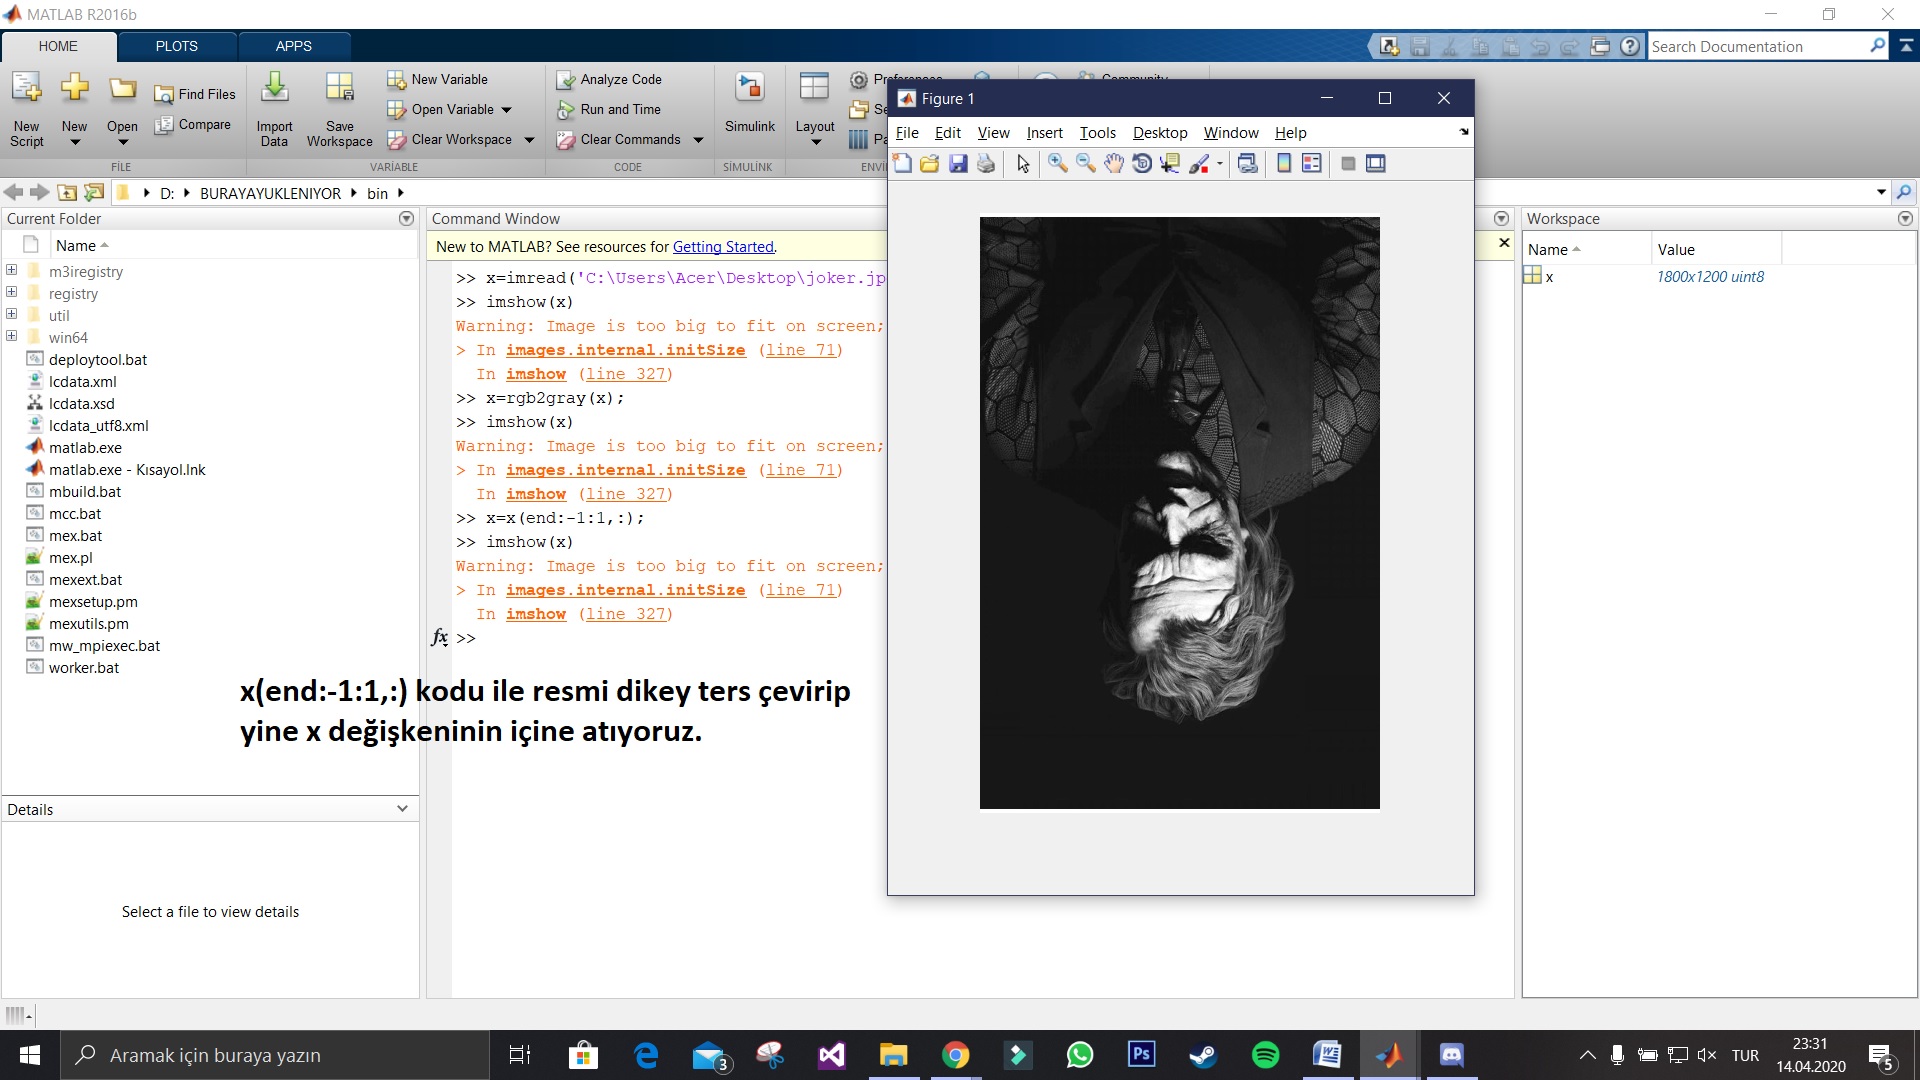 MATLAB R2016b
HOME PLOTS APPS
Search Documentation
New Script
New
Open
Find Files
Compare
Import Data
Save Workspace
New Variable
Open Variable
Clear Workspace
Analyze Code
Run and Time
Clear Commands
Simulink
Layout
Preferences
Community
FİLE VARİABLE CODE SİMULİNK ENVİ
D: BURAYAYUKLENIYOR bin
Current Folder
Name
m3iregistry
registry
util
win64
deploytool.bat
lcdata.xml
lcdata.xsd
lcdata_utf8.xml
matlab.exe
matlab.exe - Kısayol.lnk
mbuild.bat
mcc.bat
mex.bat
mex.pl
mexext.bat
mexsetup.pm
mexutils.pm
mw_mpiexec.bat
worker.bat
Details
Select a file to view details
Command Window
New to MATLAB? See resources for Getting Started.
>> x=imread('C:\Users\Acer\Desktop\joker.jp
>> imshow(x)
Warning: Image is too big to fit on screen;
> In images.internal.initSize (line 71)
In imshow (line 327)
>> x=rgb2gray(x);
>> imshow(x)
Warning: Image is too big to fit on screen;
> In images.internal.initSize (line 71)
In imshow (line 327)
>> x=x(end:-1:1,:);
>> imshow(x)
Warning: Image is too big to fit on screen;
> In images.internal.initSize (line 71)
In imshow (line 327)
fx >>
x(end:-1:1,:) kodu ile resmi dikey ters çevirip
yine x değişkeninin içine atıyoruz.
Figure 1
File Edit View Insert Tools Desktop Window Help
Workspace
Name Value
x 1800x1200 uint8
Aramak için buraya yazın
3
Ps
TUR
23:31
14.04.2020
5